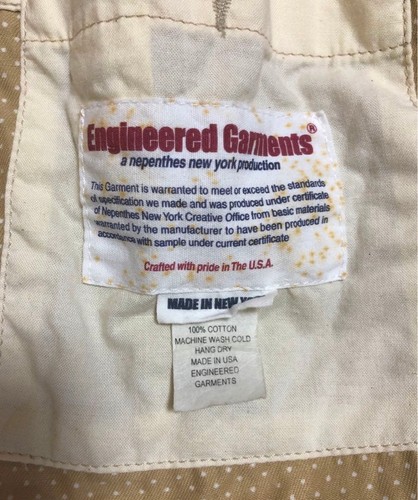 Engineered Garments®
a nepenthes new york production
This Garment is warranted to meet or exceed the standards
of specification we made and was produced under certificate
of Nepenthes New York Creative Office from basic materials
warranted by the manufacturer to have been produced in
accordance with sample under current certificate
Crafted with pride in The U.S.A.
MADE IN NEW
100% COTTON
MACHINE WASH COLD
HANG DRY
MADE IN USA
ENGINEERED
GARMENTS